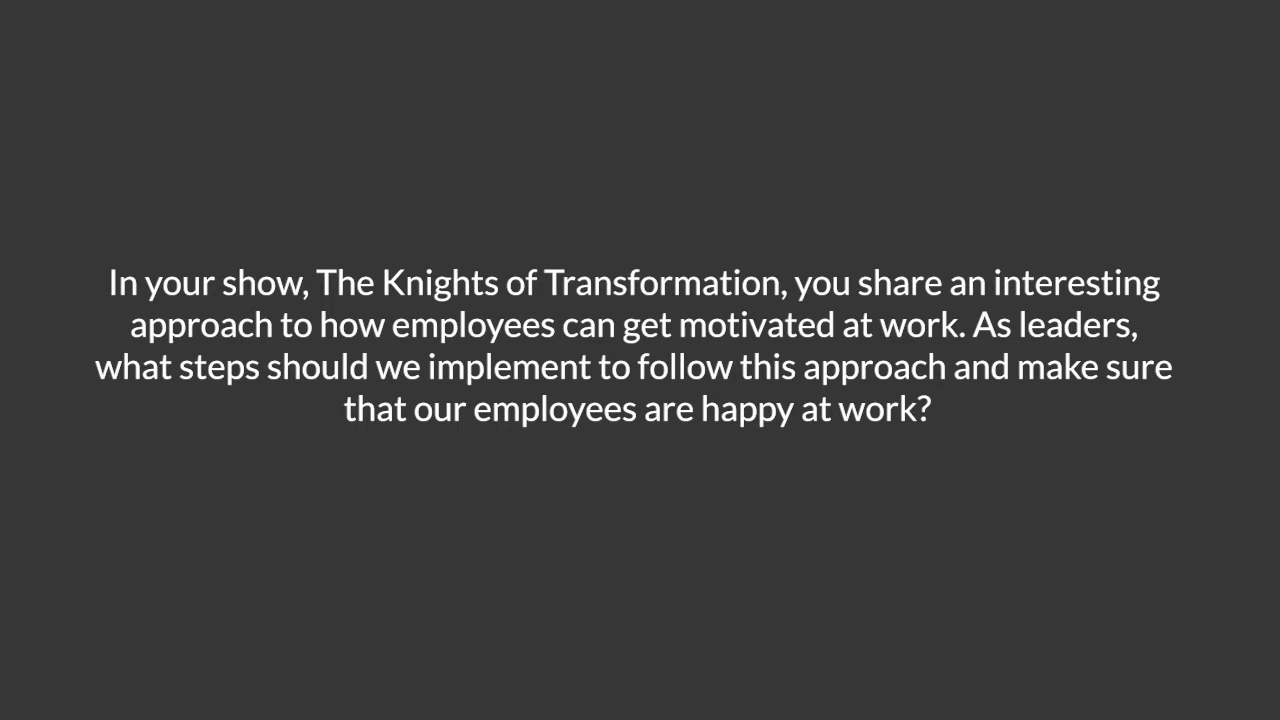 In your show, The Knights of Transformation, you share an interesting
approach to how employees can get motivated at work. As leaders,
what steps should we implement to follow this approach and make sure
that our employees are happy at work?